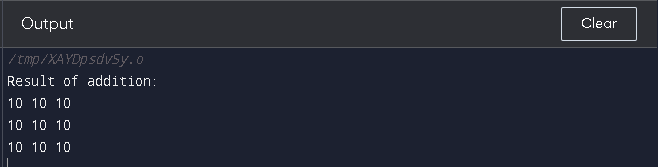 Output
Clear
/tmp/XAYDpsdvSy.o
Result of addition:
10 10 10
10 10 10
10 10 10